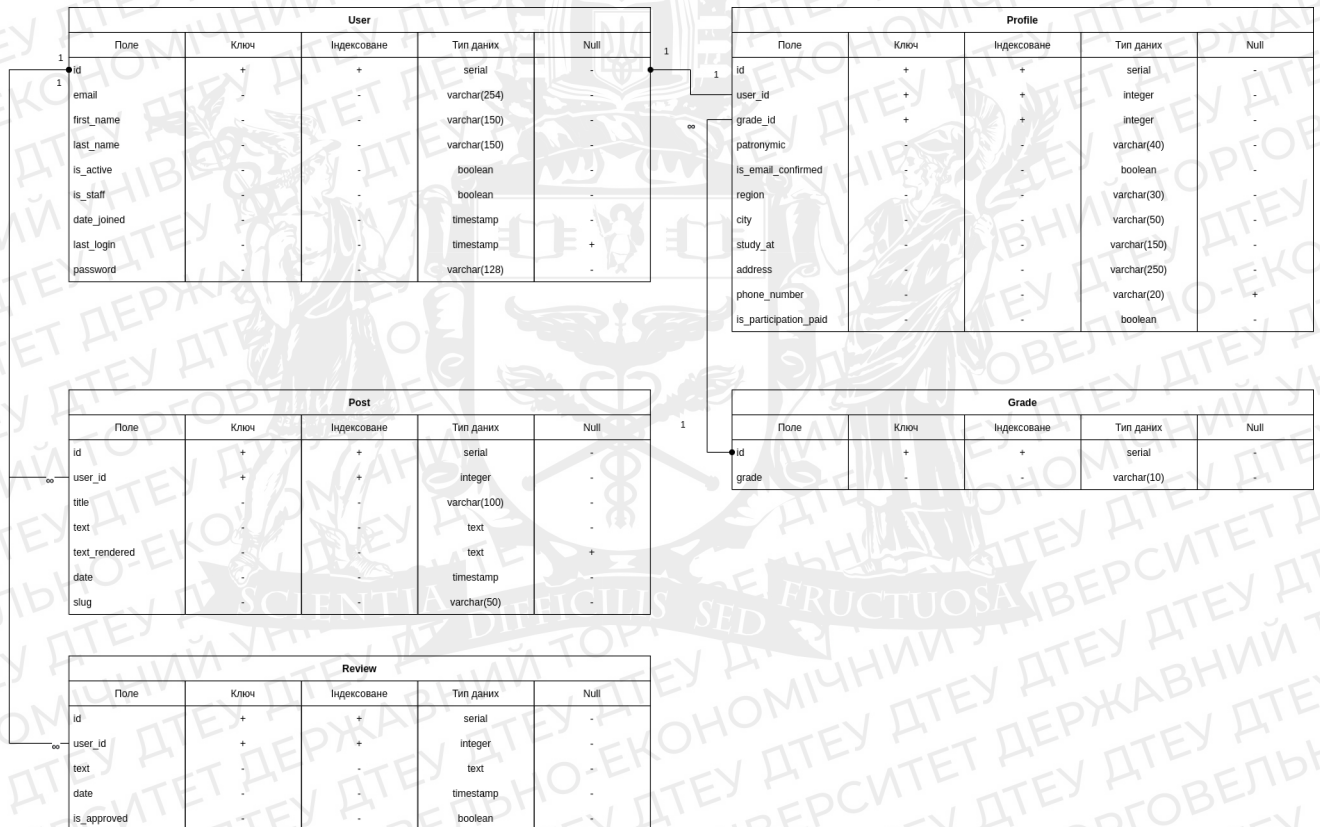 User
Поле Ключ Індексоване Тип даних Null
id + + serial -
email - - varchar(254) -
first_name - - varchar(150) -
last_name - - varchar(150) -
is_active - - boolean -
is_staff - - boolean -
date_joined - - timestamp -
last_login - - timestamp +
password - - varchar(128) -
1
1
1
1
Profile
Поле Ключ Індексоване Тип даних Null
id + + serial -
user_id + + integer -
grade_id + + integer -
patronymic - - varchar(40) -
is_email_confirmed - - boolean -
region - - varchar(30) -
city - - varchar(50) -
study_at - - varchar(150) -
address - - varchar(250) -
phone_number - - varchar(20) +
is_participation_paid - - boolean -
∞
1
Post
Поле Ключ Індексоване Тип даних Null
id + + serial -
user_id + + integer -
title - - varchar(100) -
text - - text -
text_rendered - - text +
date - - timestamp -
slug - - varchar(50) -
∞
Grade
Поле Ключ Індексоване Тип даних Null
id + + serial -
grade - - varchar(10) -
Review
Поле Ключ Індексоване Тип даних Null
id + + serial -
user_id + + integer -
text - - text -
date - - timestamp -
is_approved - - boolean -
∞
SCIENTIA DIFFICILIS SED FRUCTUOSA